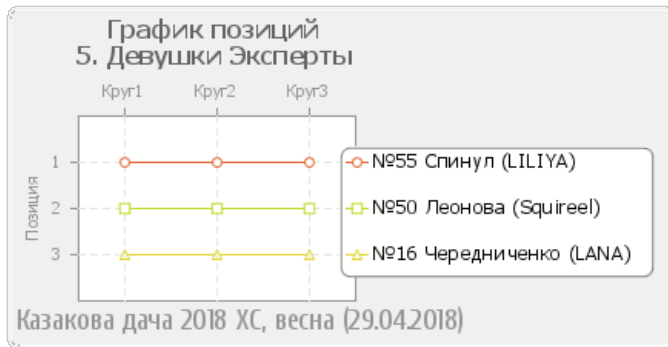 График позиций
5. Девушки Эксперты
Круг1 Круг2 Круг3
Позиция
1
2
3
№55 Спинул (LILIYA)
№50 Леонова (Squireel)
№16 Чередниченко (LANA)
Казакова дача 2018 ХС, весна (29.04.2018)